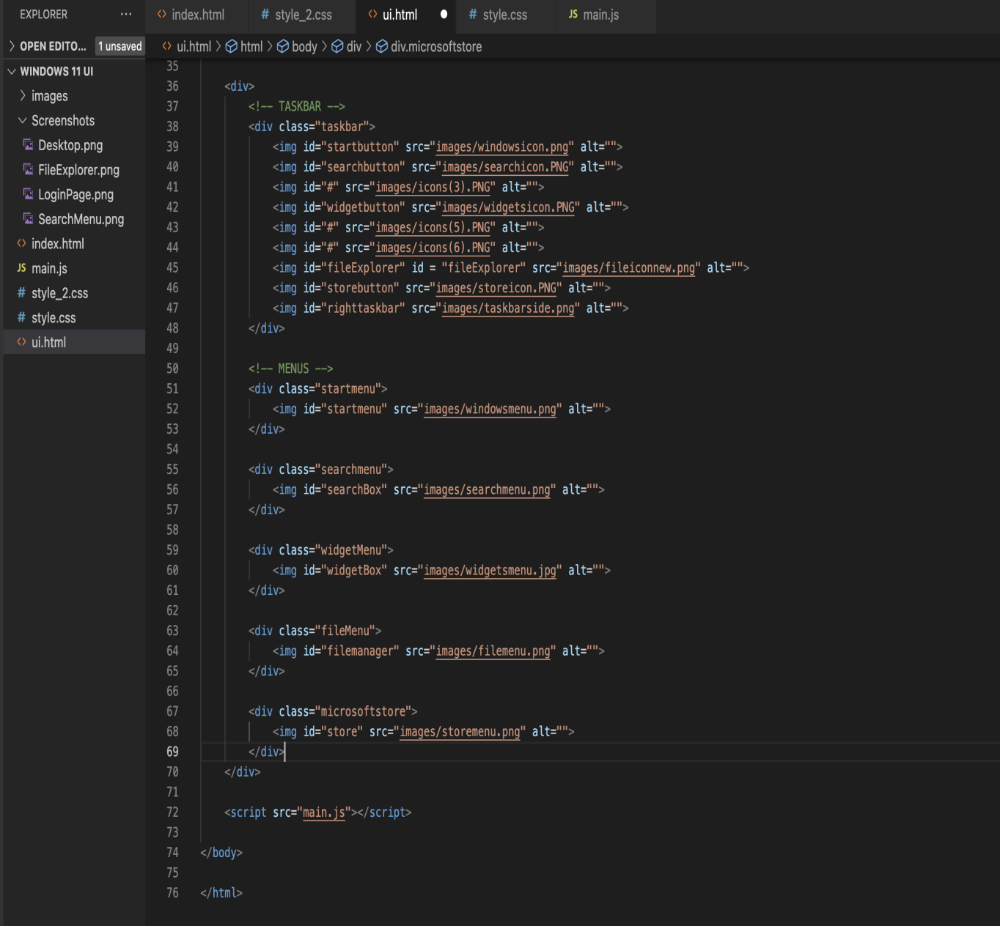 EXPLORER ···
OPEN EDITO... 1 unsaved
WINDOWS 11 UI
images
Screenshots
Desktop.png
FileExplorer.png
LoginPage.png
SearchMenu.png
<> index.html
JS main.js
# style_2.css
# style.css
<> ui.html
<> index.html # style_2.css <> ui.html # style.css JS main.js
<> ui.html > html > body > div > div.microsoftstore
35
36 <div>
37 <!-- TASKBAR -->
38 <div class="taskbar">
39 <img id="startbutton" src="images/windowsicon.png" alt="">
40 <img id="searchbutton" src="images/searchicon.PNG" alt="">
41 <img id="#" src="images/icons(3).PNG" alt="">
42 <img id="widgetbutton" src="images/widgetsicon.PNG" alt="">
43 <img id="#" src="images/icons(5).PNG" alt="">
44 <img id="#" src="images/icons(6).PNG" alt="">
45 <img id="fileExplorer" id = "fileExplorer" src="images/fileiconnew.png" alt="">
46 <img id="storebutton" src="images/storeicon.PNG" alt="">
47 <img id="righttaskbar" src="images/taskbarside.png" alt="">
48 </div>
49
50 <!-- MENUS -->
51 <div class="startmenu">
52 <img id="startmenu" src="images/windowsmenu.png" alt="">
53 </div>
54
55 <div class="searchmenu">
56 <img id="searchBox" src="images/searchmenu.png" alt="">
57 </div>
58
59 <div class="widgetMenu">
60 <img id="widgetBox" src="images/widgetsmenu.jpg" alt="">
61 </div>
62
63 <div class="fileMenu">
64 <img id="filemanager" src="images/filemenu.png" alt="">
65 </div>
66
67 <div class="microsoftstore">
68 <img id="store" src="images/storemenu.png" alt="">
69 </div>
70 </div>
71
72 <script src="main.js"></script>
73
74 </body>
75
76 </html>